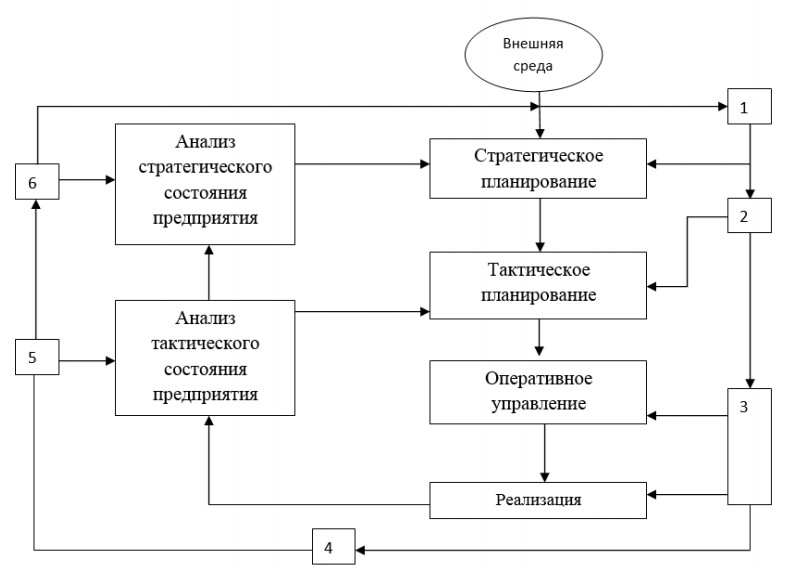 Внешняя
среда
1
Анализ
стратегического
состояния
предприятия
Стратегическое
планирование
6
2
Тактическое
планирование
Анализ
тактического
состояния
предприятия
5
Оперативное
управление
3
Реализация
4